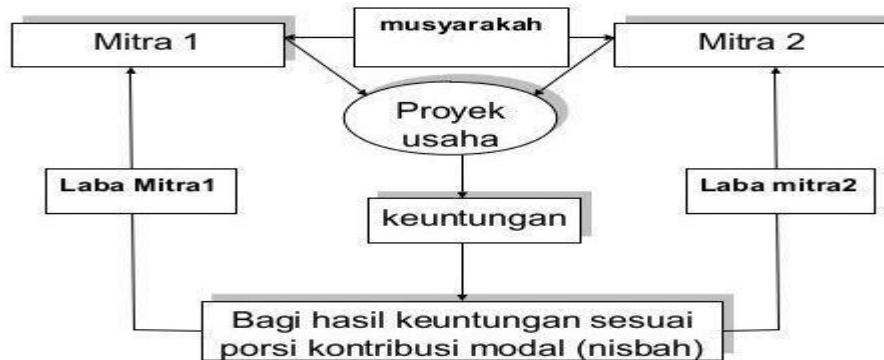 musyarakah
Mitra 1
Mitra 2
Proyek
usaha
Laba Mitra1
Laba mitra2
keuntungan
Bagi hasil keuntungan sesuai
porsi kontribusi modal (nisbah)